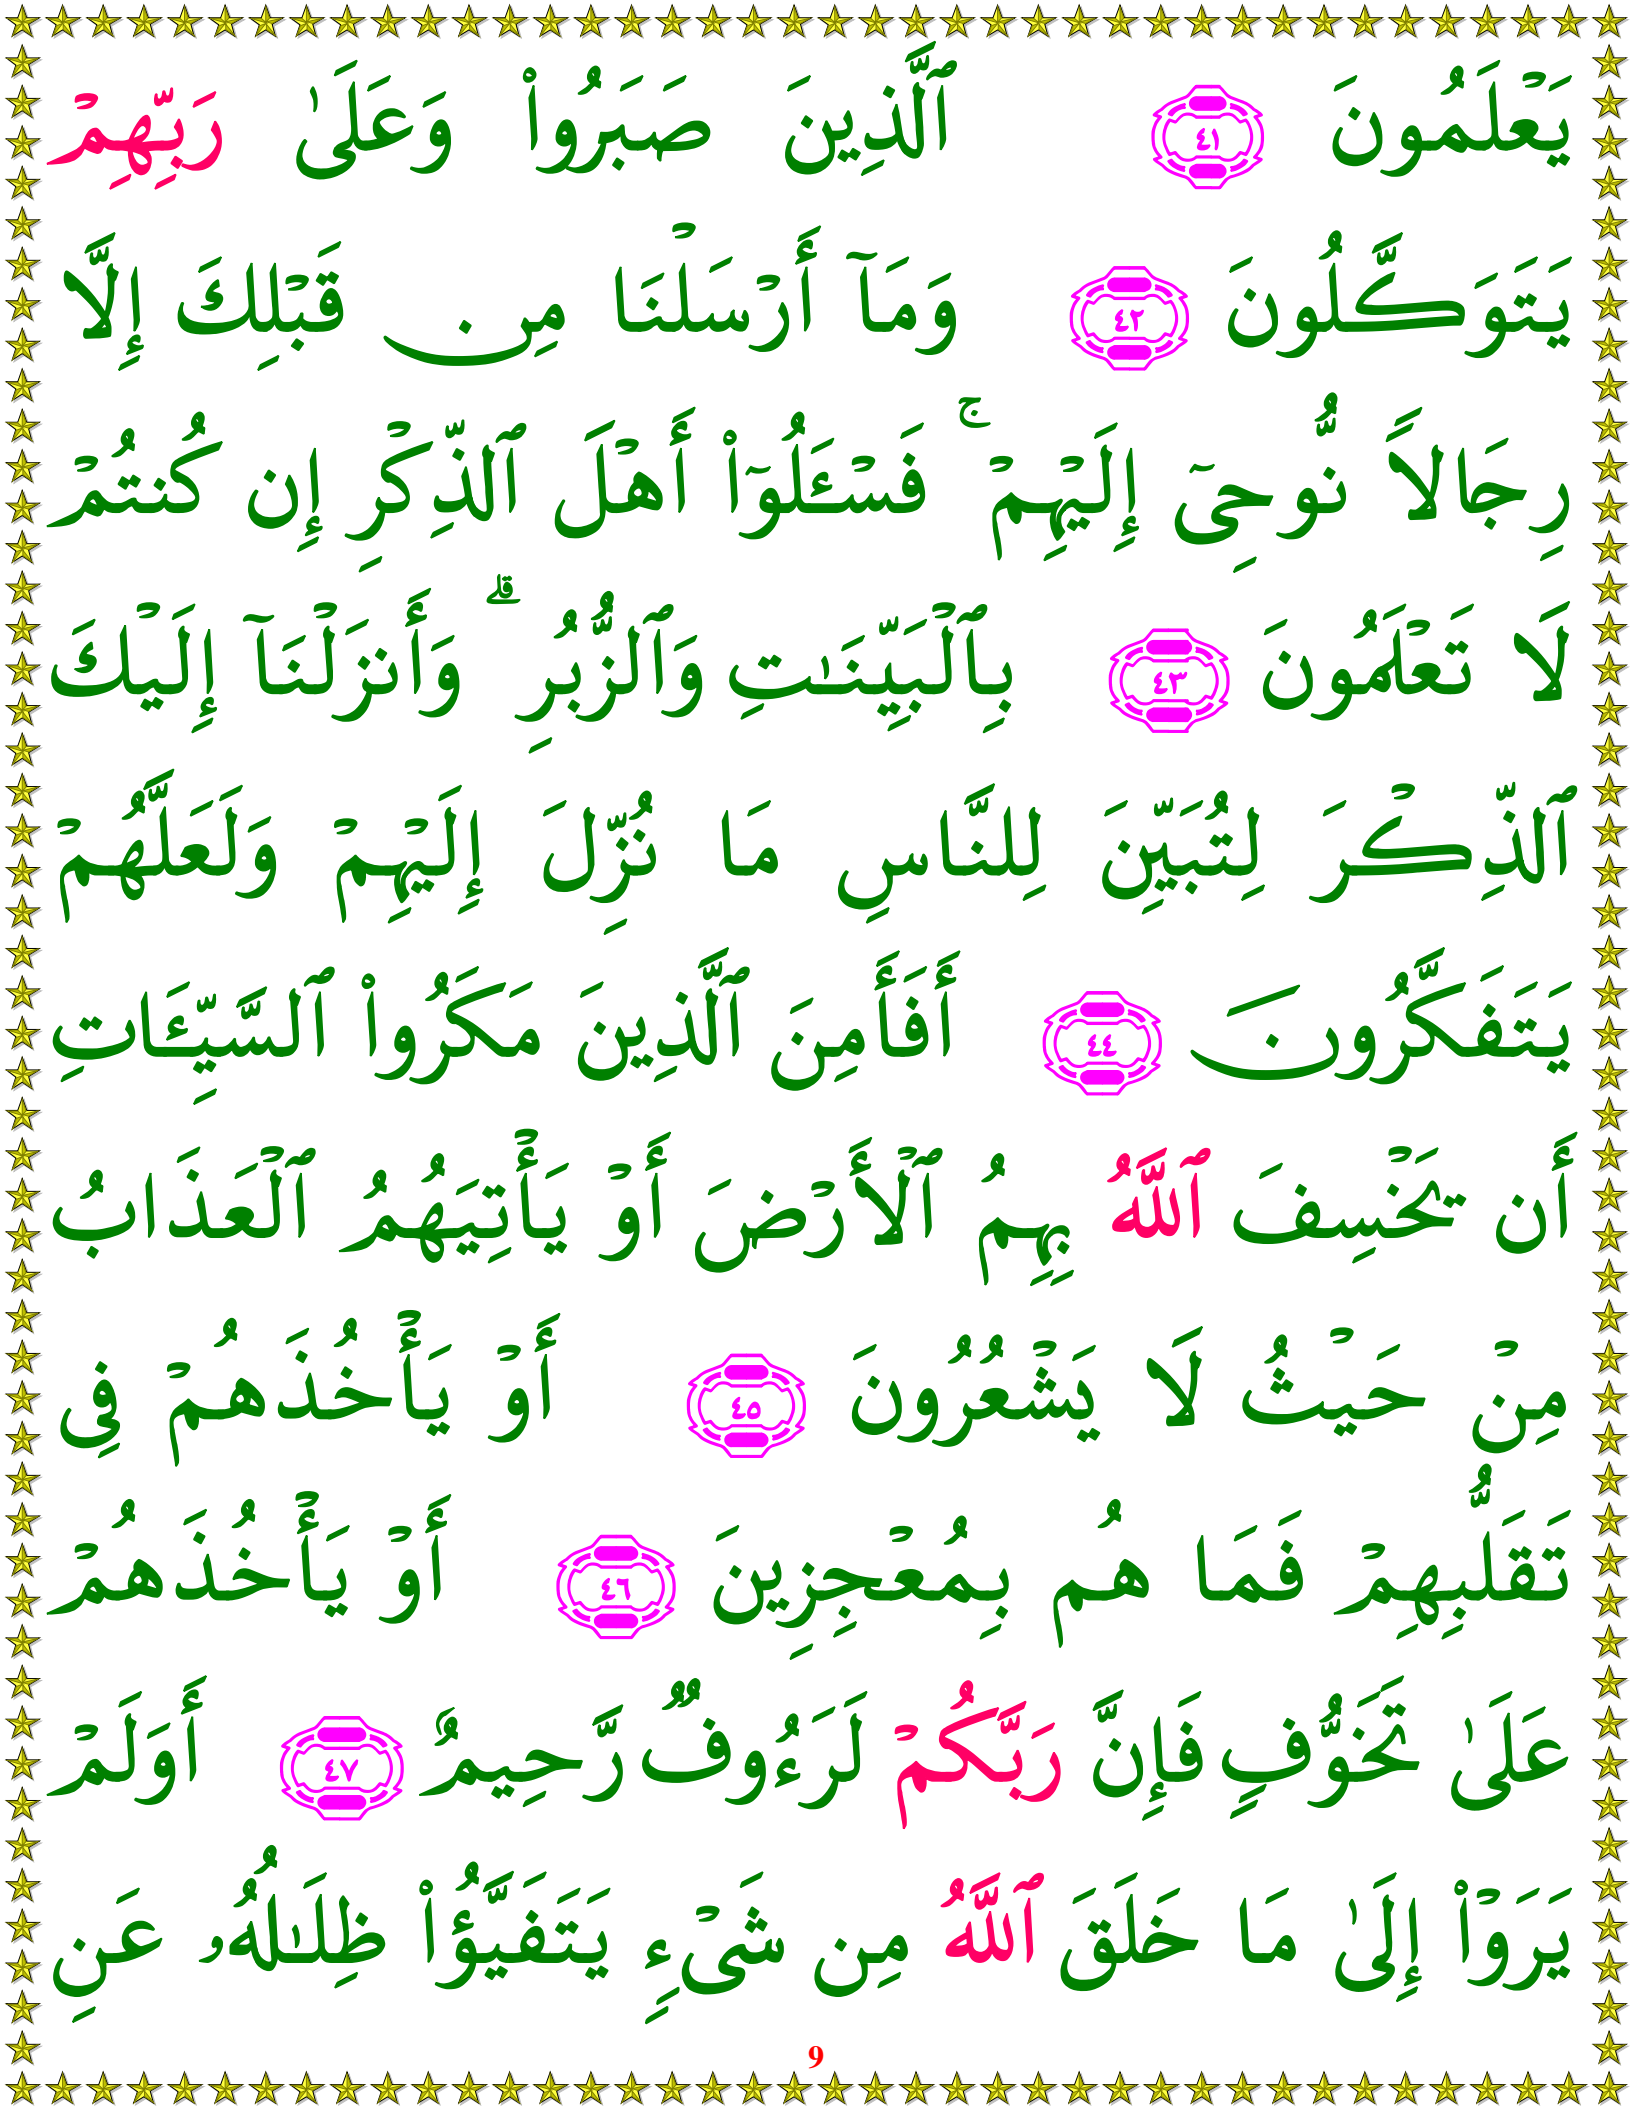 يَعْلَمُونَ ٤١ ٱلَّذِينَ صَبَرُوا۟ وَعَلَىٰ رَبِّهِمْ
يَتَوَكَّلُونَ ٤٢ وَمَآ أَرْسَلْنَا مِن قَبْلِكَ إِلَّا
رِجَالًا نُّوحِىٓ إِلَيْهِمْ ۚ فَسْـَٔلُوٓا۟ أَهْلَ ٱلذِّكْرِ إِن كُنتُمْ
لَا تَعْلَمُونَ ٤٣ بِٱلْبَيِّنَـٰتِ وَٱلزُّبُرِ ۗ وَأَنزَلْنَآ إِلَيْكَ
ٱلذِّكْرَ لِتُبَيِّنَ لِلنَّاسِ مَا نُزِّلَ إِلَيْهِمْ وَلَعَلَّهُمْ
يَتَفَكَّرُونَ ٤٤ أَفَأَمِنَ ٱلَّذِينَ مَكَرُوا۟ ٱلسَّيِّـَٔاتِ
أَن يَخْسِفَ ٱللَّهُ بِهِمُ ٱلْأَرْضَ أَوْ يَأْتِيَهُمُ ٱلْعَذَابُ
مِنْ حَيْثُ لَا يَشْعُرُونَ ٤٥ أَوْ يَأْخُذَهُمْ فِى
تَقَلُّبِهِمْ فَمَا هُم بِمُعْجِزِينَ ٤٦ أَوْ يَأْخُذَهُمْ
عَلَىٰ تَخَوُّفٍ فَإِنَّ رَبَّكُمْ لَرَءُوفٌ رَّحِيمٌ ٤٧ أَوَلَمْ
يَرَوْا۟ إِلَىٰ مَا خَلَقَ ٱللَّهُ مِن شَىْءٍ يَتَفَيَّؤُا۟ ظِلَـٰلُهُۥ عَنِ
9